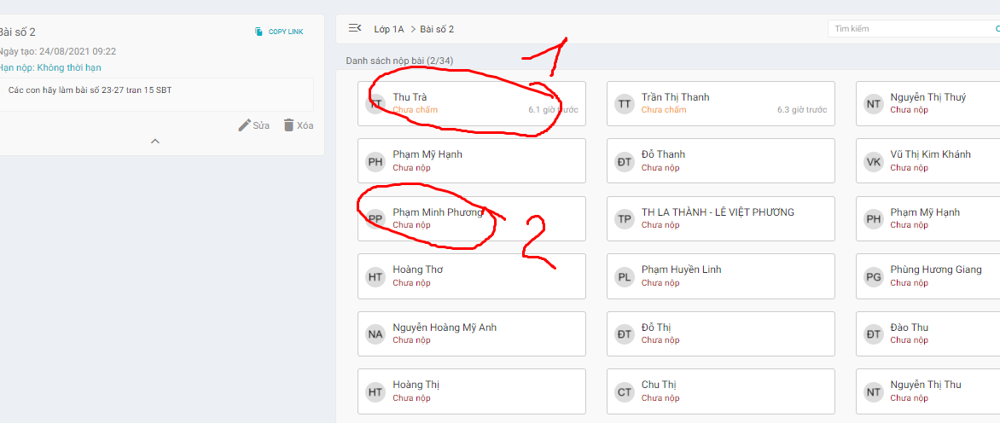 Bài số 2
COPY LINK
Ngày tạo: 24/08/2021 09:22
Hạn nộp: Không thời hạn
Các con hãy làm bài số 23-27 tran 15 SBT
Sửa
Xóa
Lớp 1A > Bài số 2
Tìm kiếm
Danh sách nộp bài (2/34)
1
TT
Thu Trà
Chưa chấm
6.1 giờ trước
TT
Trần Thị Thanh
Chưa chấm
6.3 giờ trước
NT
Nguyễn Thị Thuý
Chưa nộp
PH
Phạm Mỹ Hạnh
Chưa nộp
ĐT
Đỗ Thanh
Chưa nộp
VK
Vũ Thị Kim Khánh
Chưa nộp
PP
Phạm Minh Phương
Chưa nộp
2
TP
TH LA THÀNH - LÊ VIỆT PHƯƠNG
Chưa nộp
PH
Phạm Mỹ Hạnh
Chưa nộp
HT
Hoàng Thơ
Chưa nộp
PL
Phạm Huyền Linh
Chưa nộp
PG
Phùng Hương Giang
Chưa nộp
NA
Nguyễn Hoàng Mỹ Anh
Chưa nộp
ĐT
Đỗ Thị
Chưa nộp
ĐT
Đào Thu
Chưa nộp
HT
Hoàng Thị
Chưa nộp
CT
Chu Thị
Chưa nộp
NT
Nguyễn Thị Thu
Chưa nộp